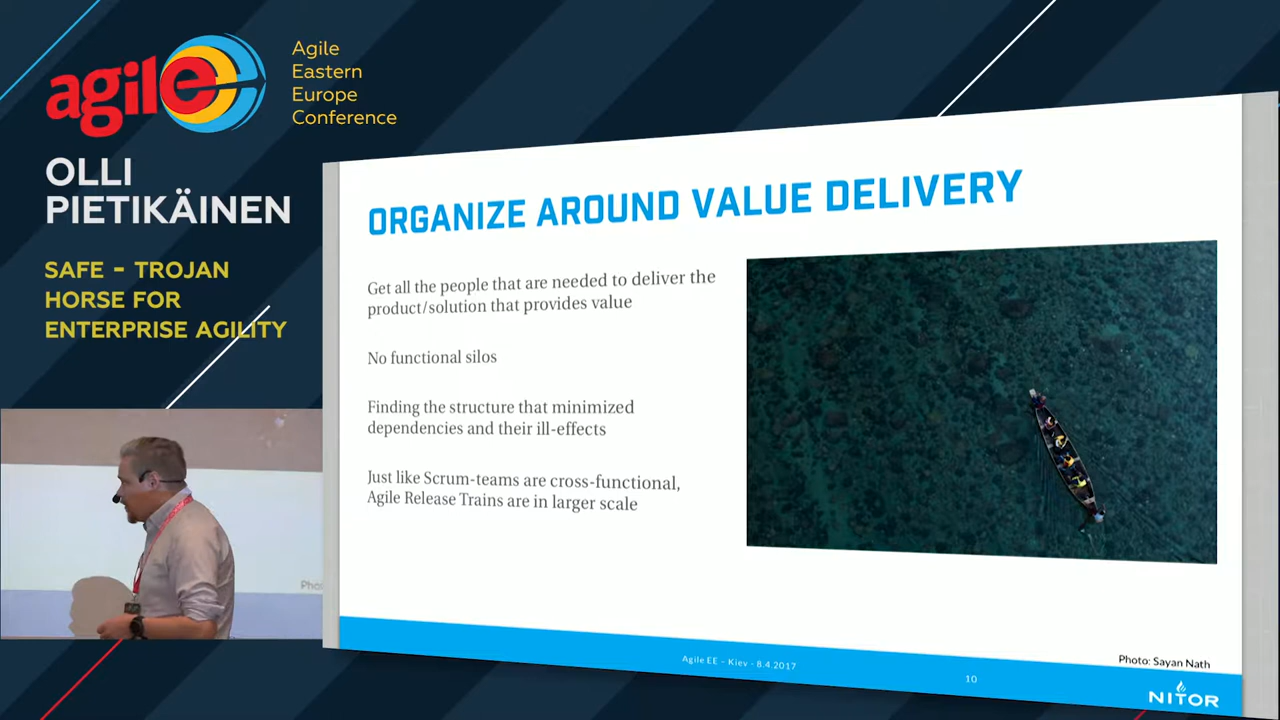 agile
Agile
Eastern
Europe
Conference
OLLI
PIETIKÄINEN
SAFE - TROJAN
HORSE FOR
ENTERPRISE AGILITY
ORGANIZE AROUND VALUE DELIVERY
Get all the people that are needed to deliver the
product/solution that provides value
No functional silos
Finding the structure that minimized
dependencies and their ill-effects
Just like Scrum-teams are cross-functional,
Agile Release Trains are in larger scale
Agile EE - Kiev - 8.4.2017
Photo: Sayan Nath
10
NITOR